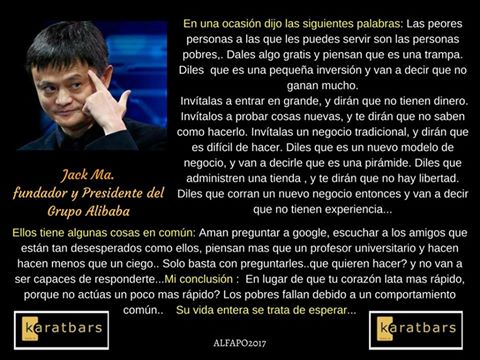 En una ocasión dijo las siguientes palabras: Las peores
personas a las que les puedes servir son las personas
pobres,. Dales algo gratis y piensan que es una trampa.
Diles  que es una pequeña inversión y van a decir que no
ganan mucho.
Invítalas a entrar en grande, y dirán que no tienen dinero.
Invítalos a probar cosas nuevas, y te dirán que no saben
como hacerlo. Invítalas un negocio tradicional, y dirán que
es difícil de hacer. Diles que es un nuevo modelo de
negocio, y van a decirle que es una pirámide. Diles que
administren una tienda , y te dirán que no hay libertad.
Diles que corran un nuevo negocio entonces y van a decir
que no tienen experiencia...
Jack Ma.
fundador y Presidente del
Grupo Alibaba
Ellos tiene algunas cosas en común: Aman preguntar a google, escuchar a los amigos que
están tan desesperados como ellos, piensan mas que un profesor universitario y hacen
hacen menos que un ciego.. Solo basta con preguntarles..que quieren hacer? y no van a
ser capaces de responderte...Mi conclusión :  En lugar de que tu corazón lata mas rápido,
porque no actúas un poco mas rápido? Los pobres fallan debido a un comportamiento
común..   Su vida entera se trata de esperar...
karatbars
karatbars
ALFAPO2017